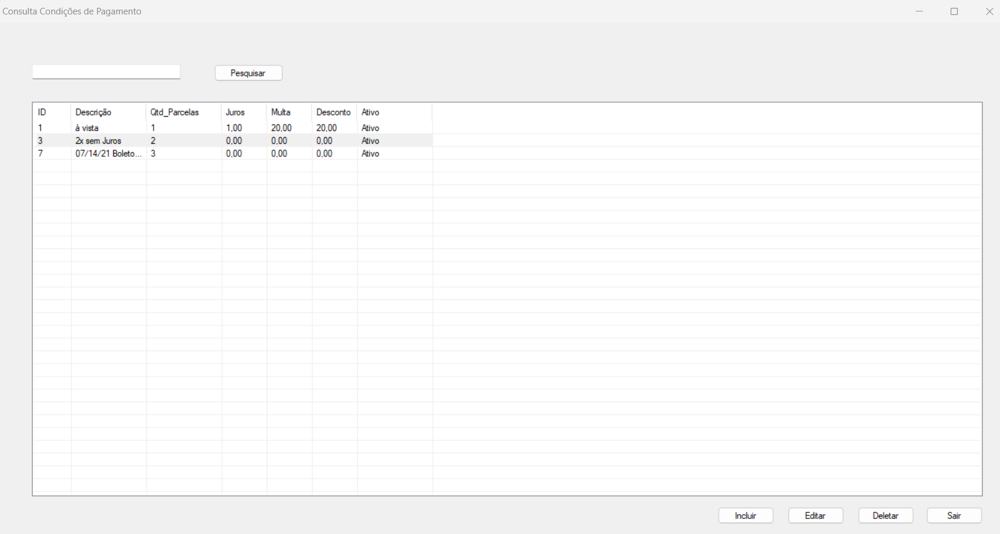 Consulta Condições de Pagamento
Pesquisar
ID Descrição Qtd_Parcelas Juros Multa Desconto Ativo
1 à vista 1 1,00 20,00 20,00 Ativo
3 2x sem Juros 2 0,00 0,00 0,00 Ativo
7 07/14/21 Boleto... 3 0,00 0,00 0,00 Ativo
Incluir Editar Deletar Sair